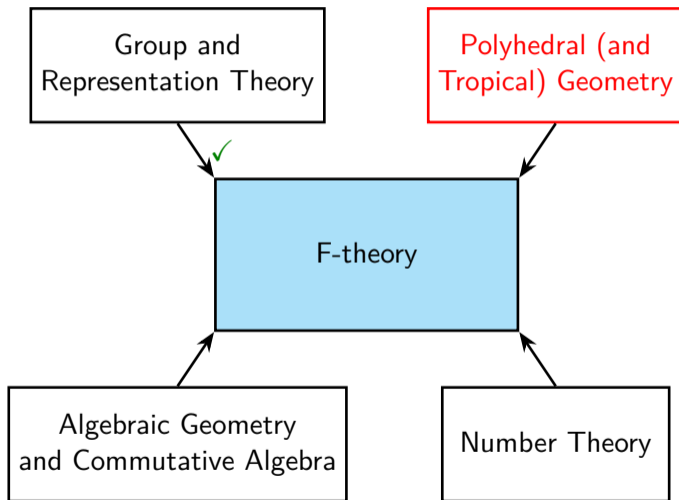 Group and
Representation Theory
Polyhedral (and
Tropical) Geometry
F-theory
Algebraic Geometry
and Commutative Algebra
Number Theory